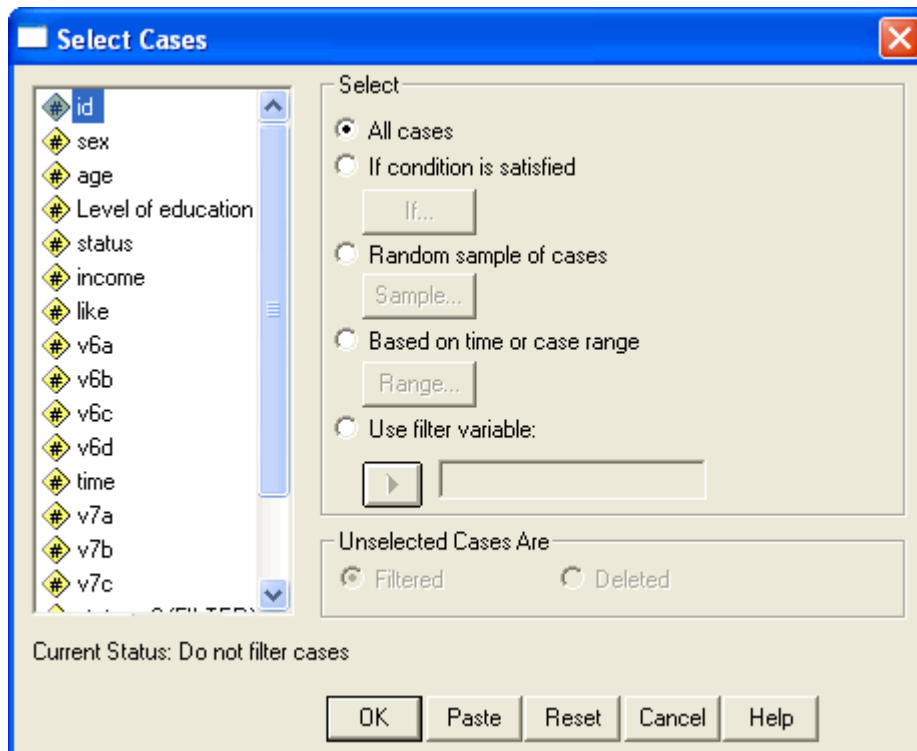 Select Cases
id
sex
age
Level of education
status
income
like
v6a
v6b
v6c
v6d
time
v7a
v7b
v7c
Select
All cases
If condition is satisfied
If...
Random sample of cases
Sample...
Based on time or case range
Range...
Use filter variable:
Unselected Cases Are
Filtered Deleted
Current Status: Do not filter cases
OK Paste Reset Cancel Help